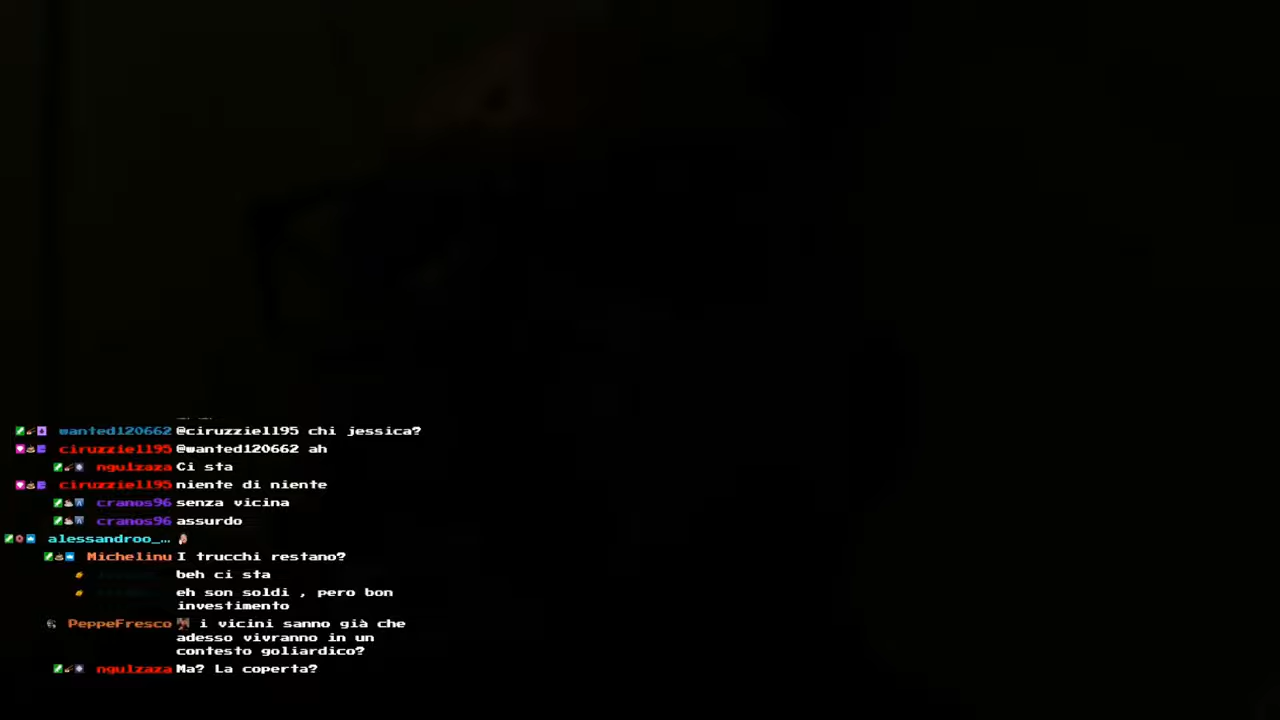 wanted120662 @ciruzziell95 chi jessica?
ciruzziell95 @wanted120662 ah
ngulzaza Ci sta
ciruzziell95 niente di niente
cranos96 senza vicina
cranos96 assurdo
alessandroo_…
Michelinu I trucchi restano?
beh ci sta
eh son soldi , pero bon
investimento
PeppeFresco i vicini sanno già che
adesso vivranno in un
contesto goliardico?
ngulzaza Ma? La coperta?